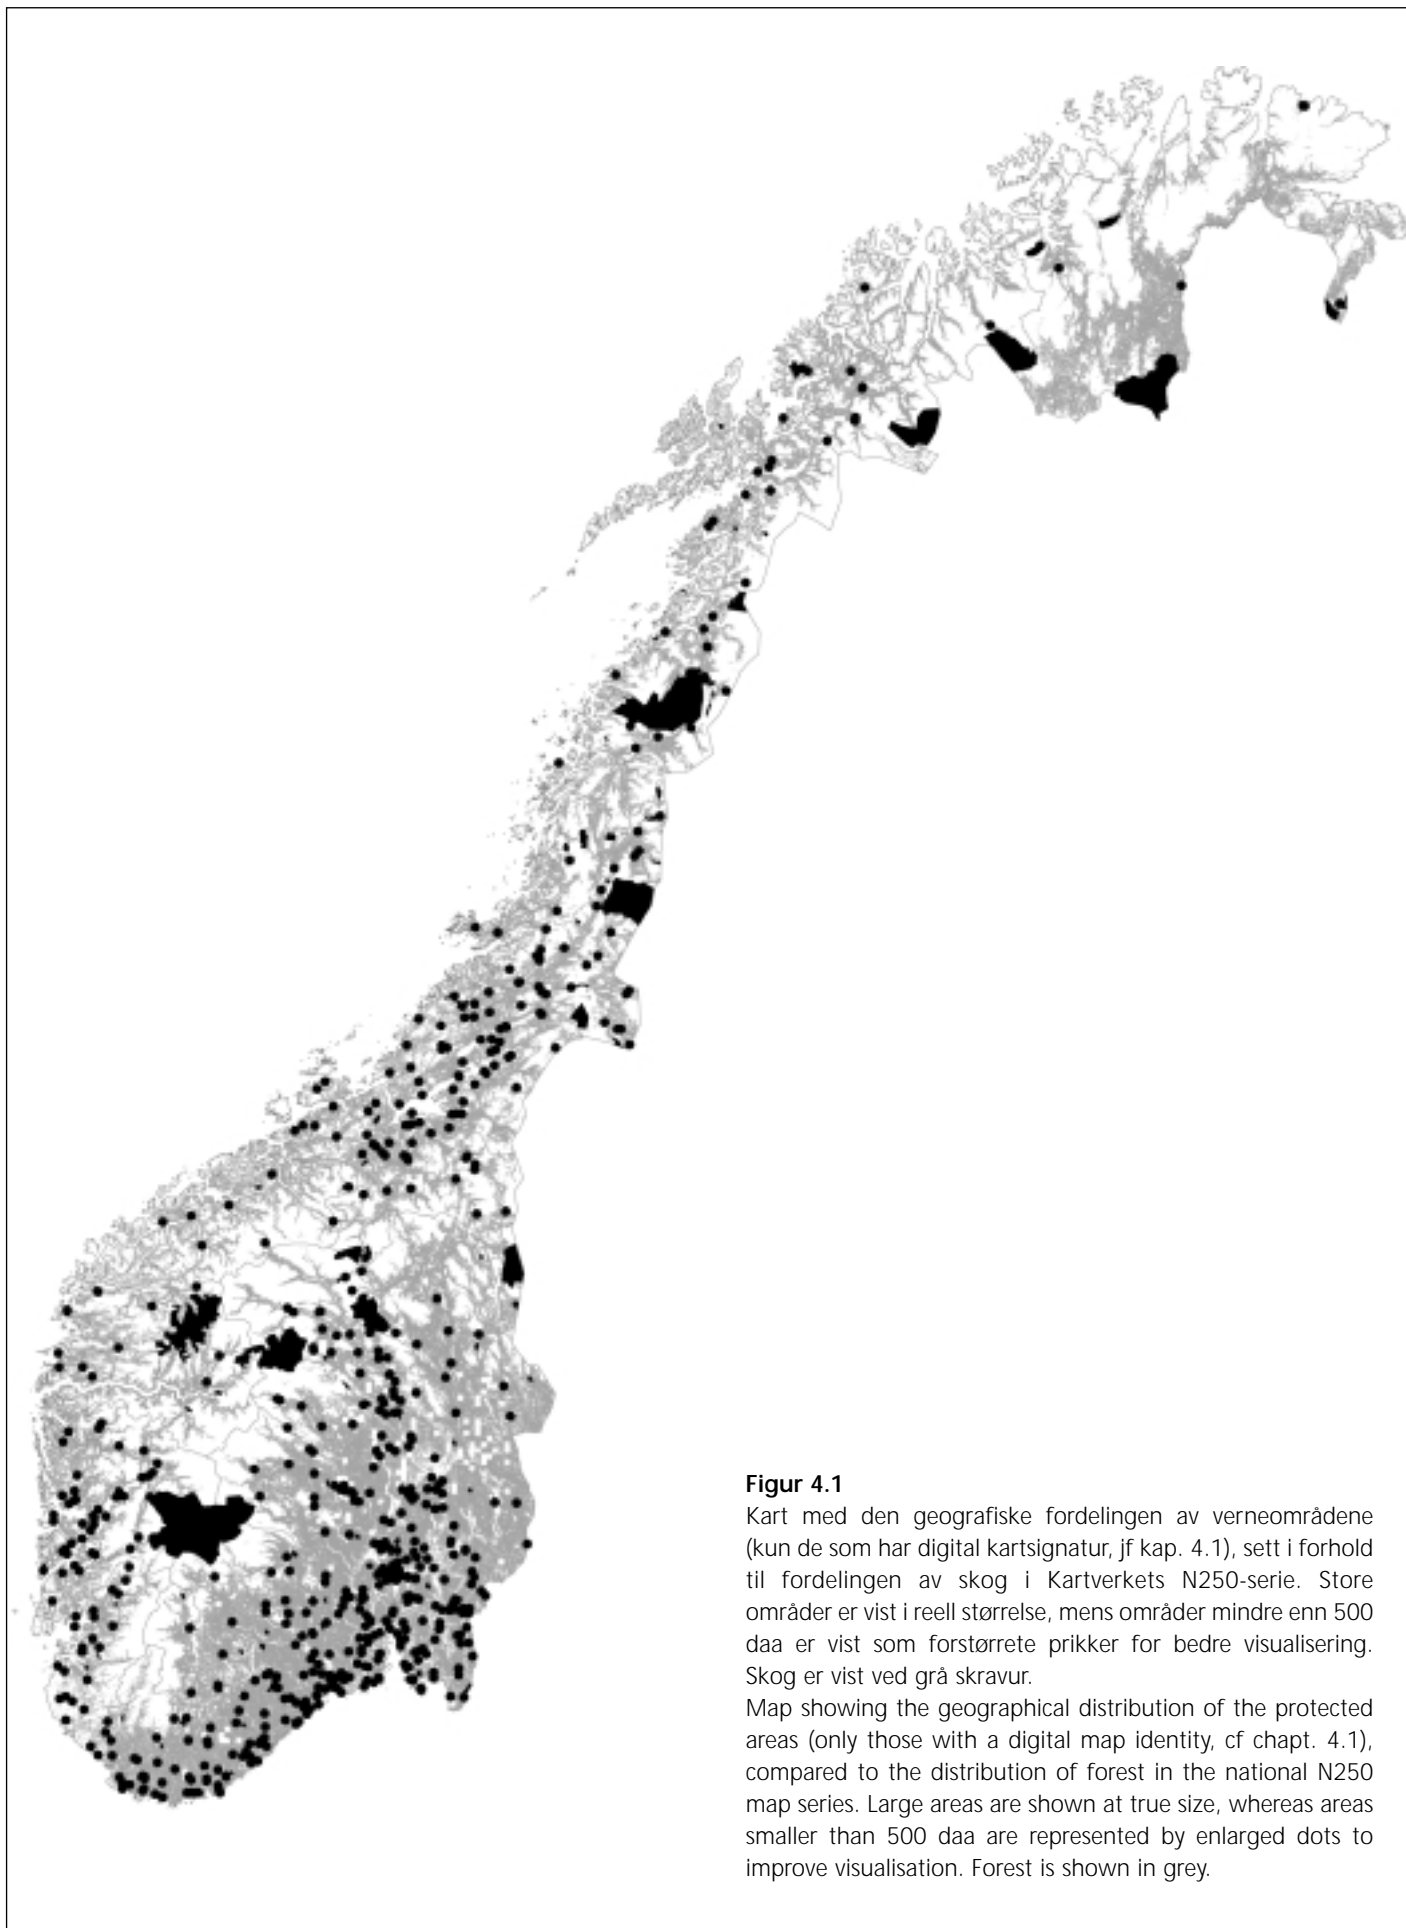 Figur 4.1
Kart med den geografiske fordelingen av verneområdene
(kun de som har digital kartsignatur, jf kap. 4.1), sett i forhold
til fordelingen av skog i Kartverkets N250-serie. Store
områder er vist i reell størrelse, mens områder mindre enn 500
daa er vist som forstørrete prikker for bedre visualisering.
Skog er vist ved grå skravur.
Map showing the geographical distribution of the protected
areas (only those with a digital map identity, cf chapt. 4.1),
compared to the distribution of forest in the national N250
map series. Large areas are shown at true size, whereas areas
smaller than 500 daa are represented by enlarged dots to
improve visualisation. Forest is shown in grey.